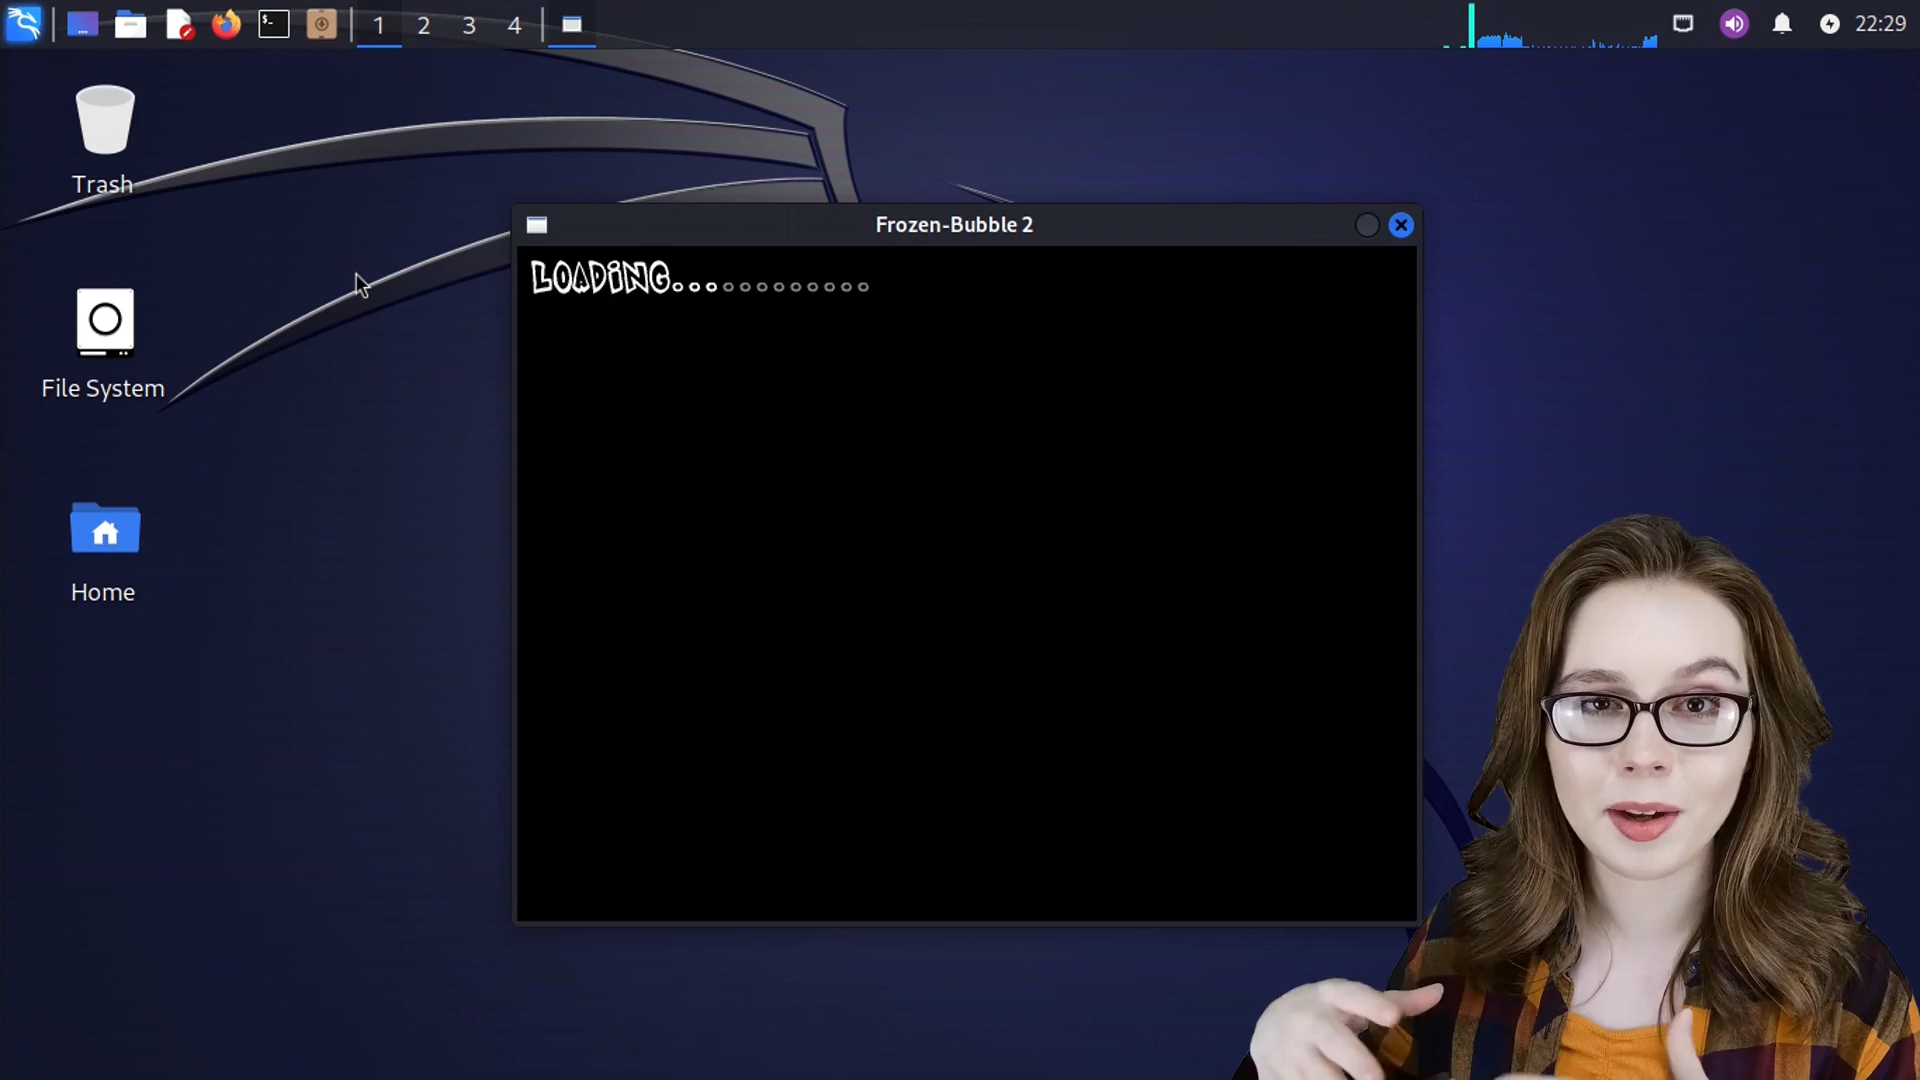 $-
1 2 3 4
22:29
Trash
Frozen-Bubble 2
LOADING.............
File System
Home